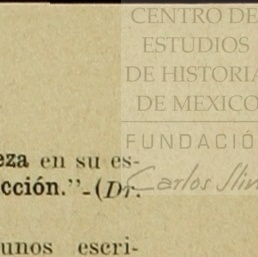 CENTRO DE
ESTUDIOS
DE HISTORIA
DE MEXICO
FUNDACIÓ
Carlos Slim
eza en su es-
cción."-(Dr.
unos escri-